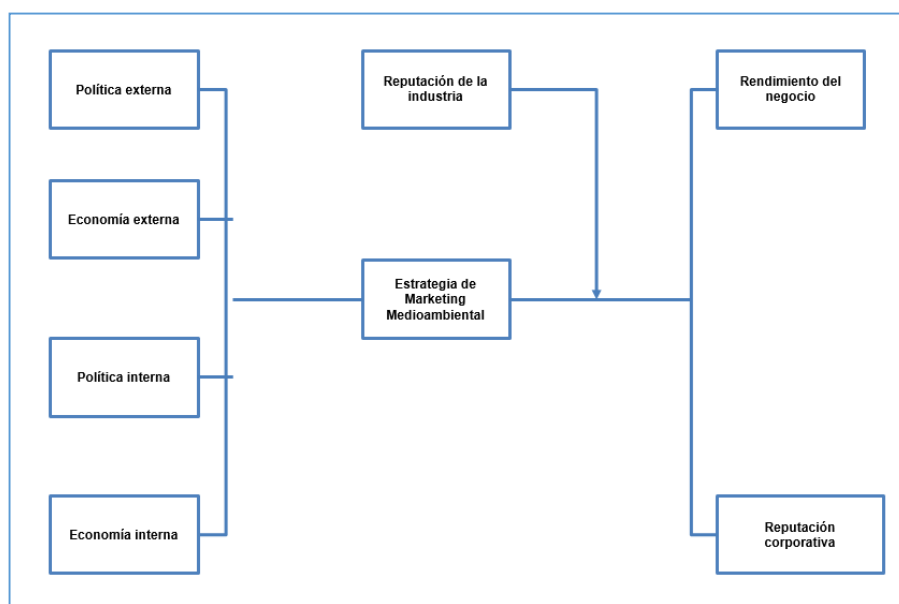 Política externa
Reputación de la
industria
Rendimiento del
negocio
Economía externa
Estrategia de
Marketing
Medioambiental
Política interna
Economía interna
Reputación
corporativa